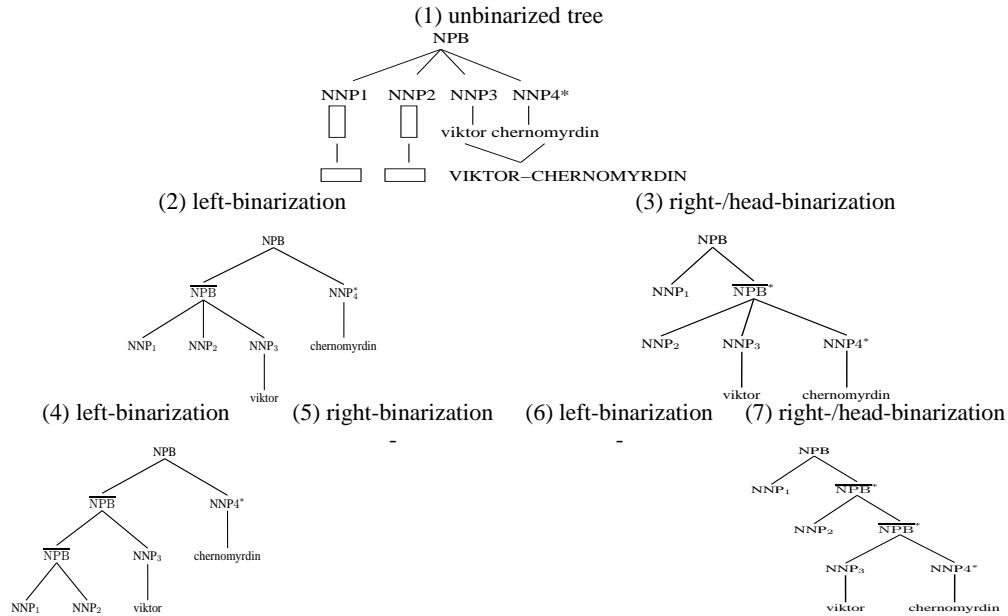 (1) unbinarized tree
NPB
NNP1 NNP2 NNP3 NNP4*
viktor chernomyrdin
VIKTOR–CHERNOMYRDIN
(2) left-binarization (3) right-/head-binarization
NPB NPB
NPB NNP4* NNP1 NPB*
NNP1 NNP2 NNP3 chernomyrdin NNP2 NNP3 NNP4*
viktor viktor chernomyrdin
(4) left-binarization (5) right-binarization (6) left-binarization (7) right-/head-binarization
- -
NPB NPB
NPB NNP4* NNP1 NPB*
NPB NNP3 chernomyrdin NNP2 NPB*
NNP3 NNP4*
NNP1 NNP2 viktor viktor chernomyrdin